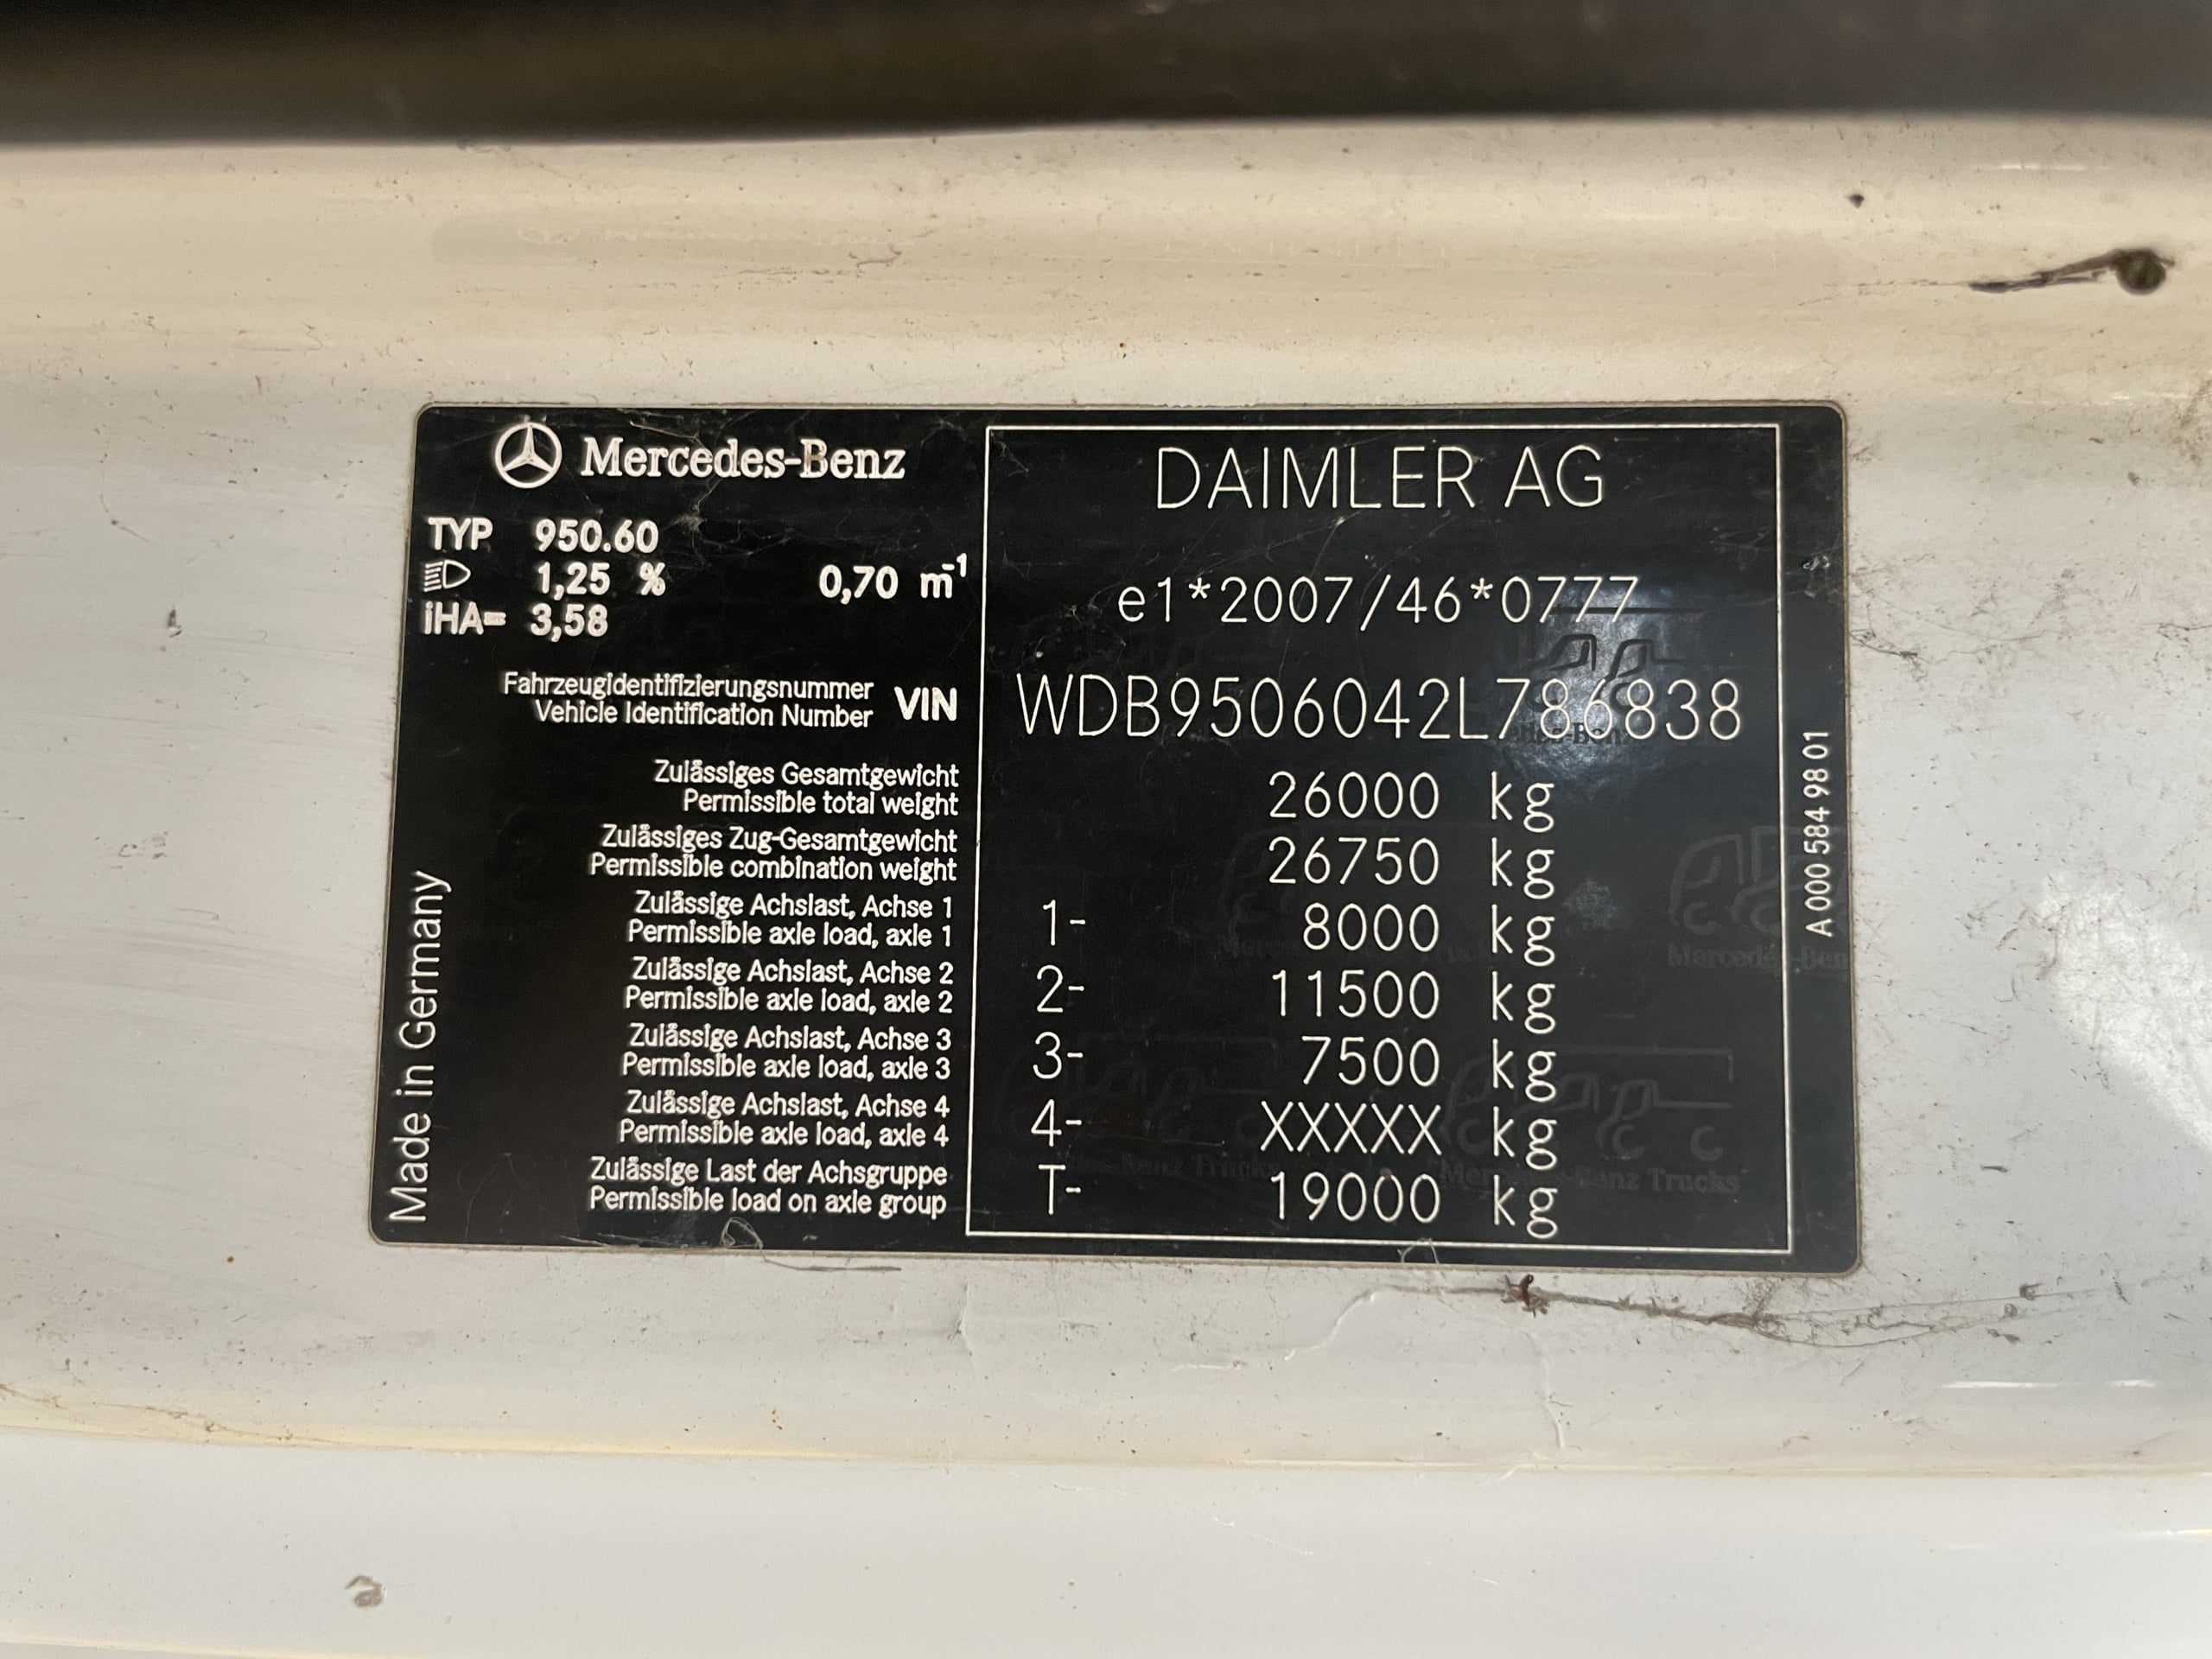 Mercedes-Benz
TYP 950.60
1,25 % 0,70 m-1
iHA= 3,58
DAIMLER AG
e1*2007/46*0777
Fahrzeugidentifizierungsnummer
Vehicle Identification Number
VIN
WDB9506042L786838
Zulässiges Gesamtgewicht
Permissible total weight
26000 kg
Zulässiges Zug-Gesamtgewicht
Permissible combination weight
26750 kg
Zulässige Achslast, Achse 1
Permissible axle load, axle 1
1- 8000 kg
Zulässige Achslast, Achse 2
Permissible axle load, axle 2
2- 11500 kg
Zulässige Achslast, Achse 3
Permissible axle load, axle 3
3- 7500 kg
Zulässige Achslast, Achse 4
Permissible axle load, axle 4
4- XXXXX kg
Zulässige Last der Achsgruppe
Permissible load on axle group
T- 19000 kg
Made in Germany
A 000 584 98 01
Mercedes-Benz Trucks